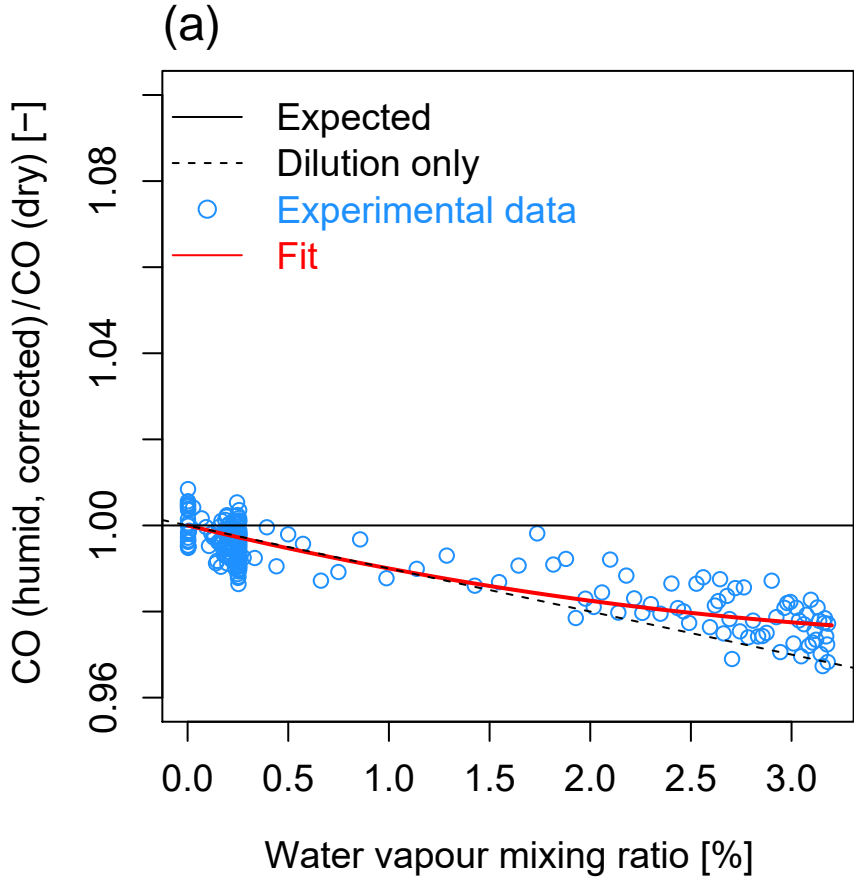 (a)
CO (humid, corrected)/CO (dry) [−]
1.08
1.04
1.00
0.96
Expected
Dilution only
Experimental data
Fit
0.0 0.5 1.0 1.5 2.0 2.5 3.0
Water vapour mixing ratio [%]